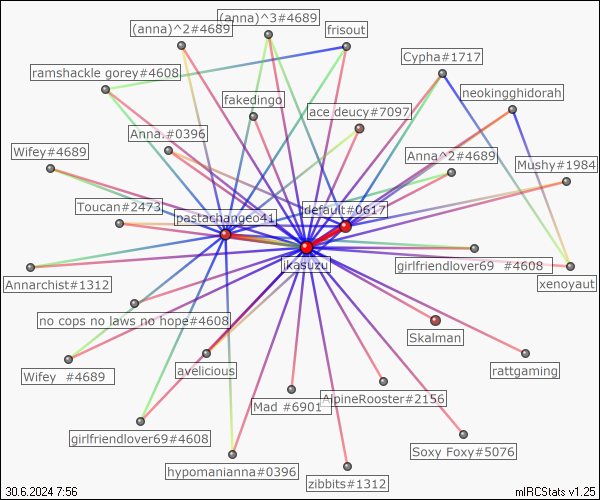 (anna)^3#4689
(anna)^2#4689
frisout
Cypha#1717
ramshackle gorey#4608
neokingghidorah
fakedingo
ace.deucy#7097
Anna.#0396
Wifey#4689
Anna^2#4689
Mushy#1984
Toucan#2473
default#0617
pastachangeo41
ikasuzu
girlfriendlover69 #4608
Annarchist#1312
xenoyaut
no cops no laws no hope#4608
Skalman
avelicious
rattgaming
Wifey #4689
Mad #6901
AlpineRooster#2156
girlfriendlover69#4608
Soxy Foxy#5076
hypomanianna#0396
zibbits#1312
30.6.2024 7:56
mIRCStats v1.25